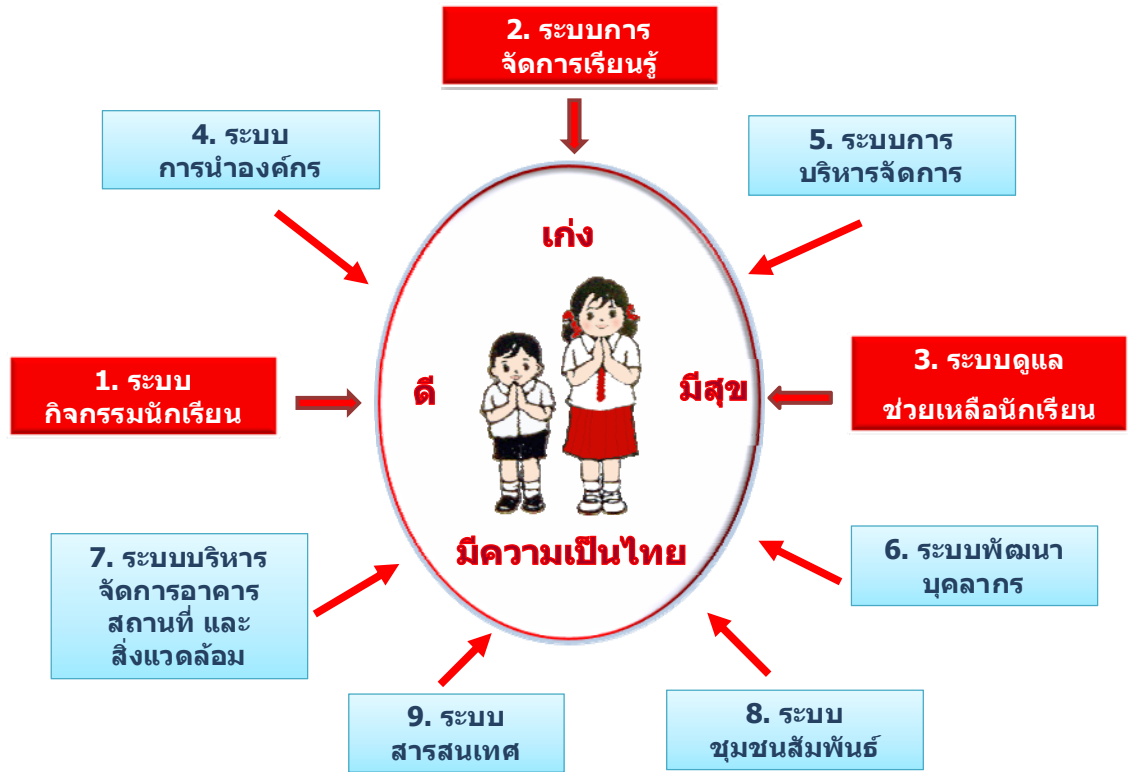 2. ระบบการ
จัดการเรียนรู้
4. ระบบ
การนำองค์กร
5. ระบบการ
บริหารจัดการ
เก่ง
1. ระบบ
กิจกรรมนักเรียน
ดี
มีสุข
3. ระบบดูแล
ช่วยเหลือนักเรียน
มีความเป็นไทย
7. ระบบบริหาร
จัดการอาคาร
สถานที่ และ
สิ่งแวดล้อม
6. ระบบพัฒนา
บุคลากร
9. ระบบ
สารสนเทศ
8. ระบบ
ชุมชนสัมพันธ์